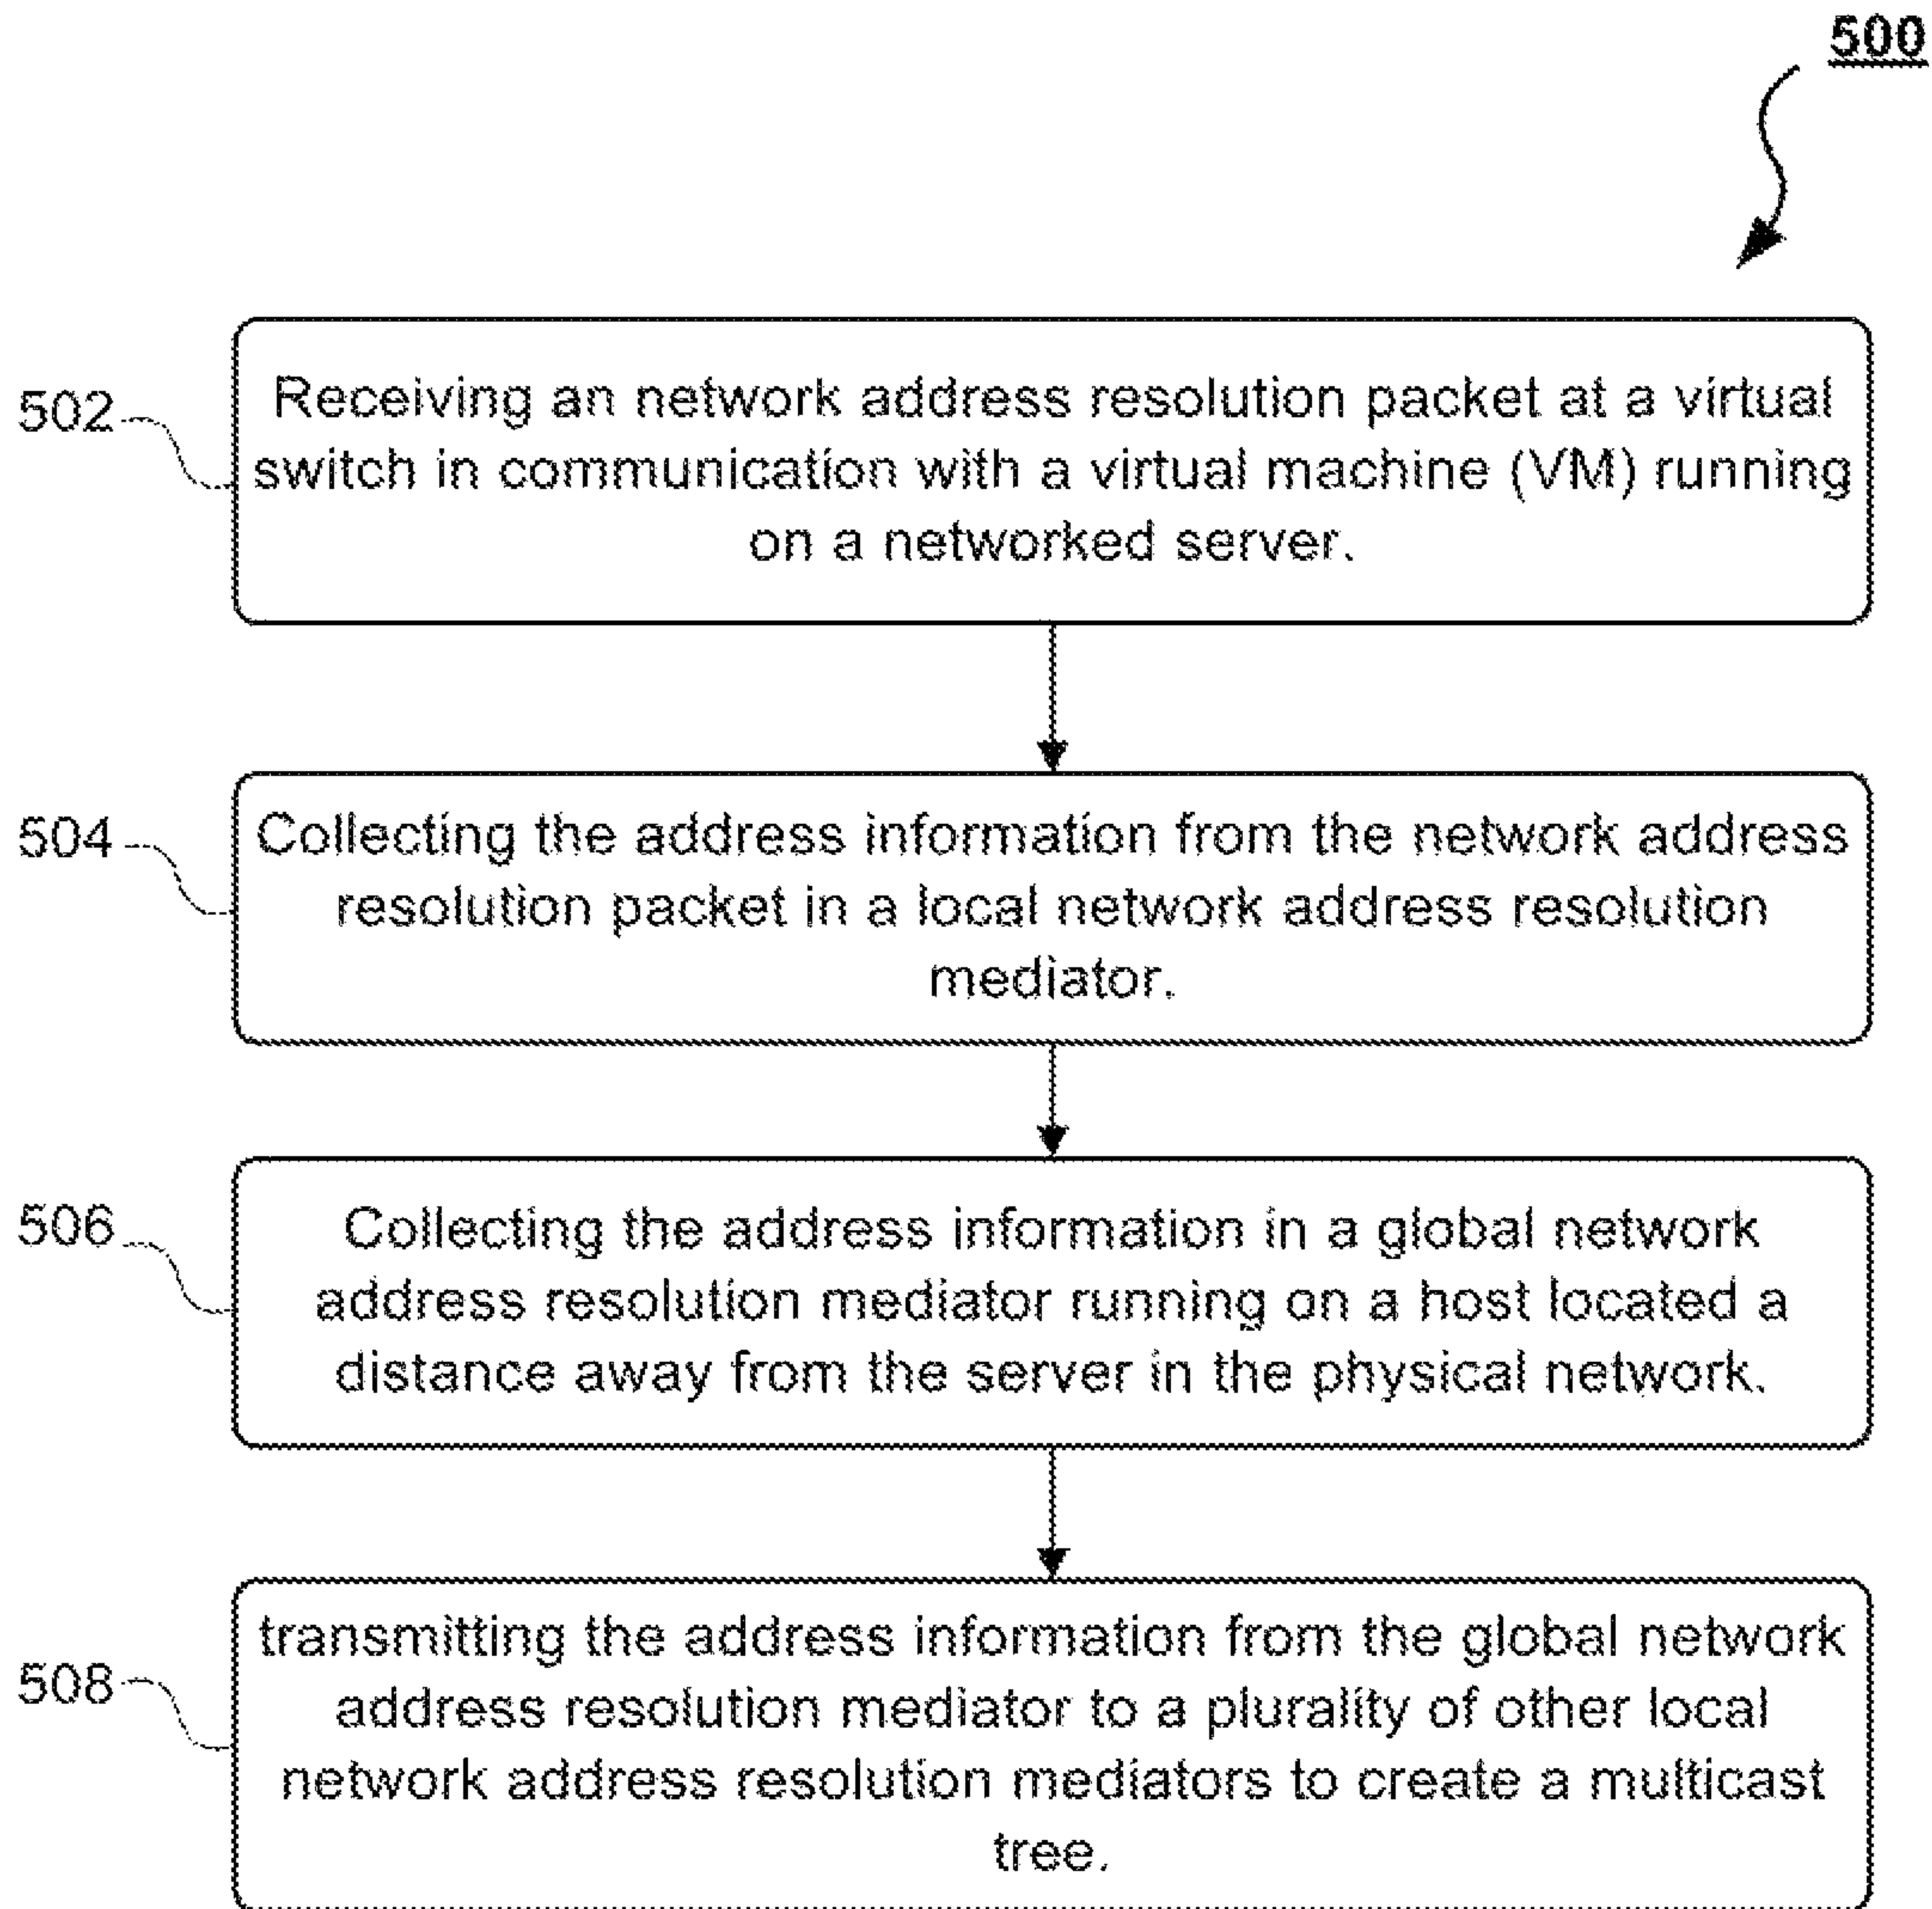 500
502
Receiving an network address resolution packet at a virtual
switch in communication with a virtual machine (VM) running
on a networked server.
504
Collecting the address information from the network address
resolution packet in a local network address resolution
mediator.
506
Collecting the address information in a global network
address resolution mediator running on a host located a
distance away from the server in the physical network.
508
transmitting the address information from the global network
address resolution mediator to a plurality of other local
network address resolution mediators to create a multicast
tree.